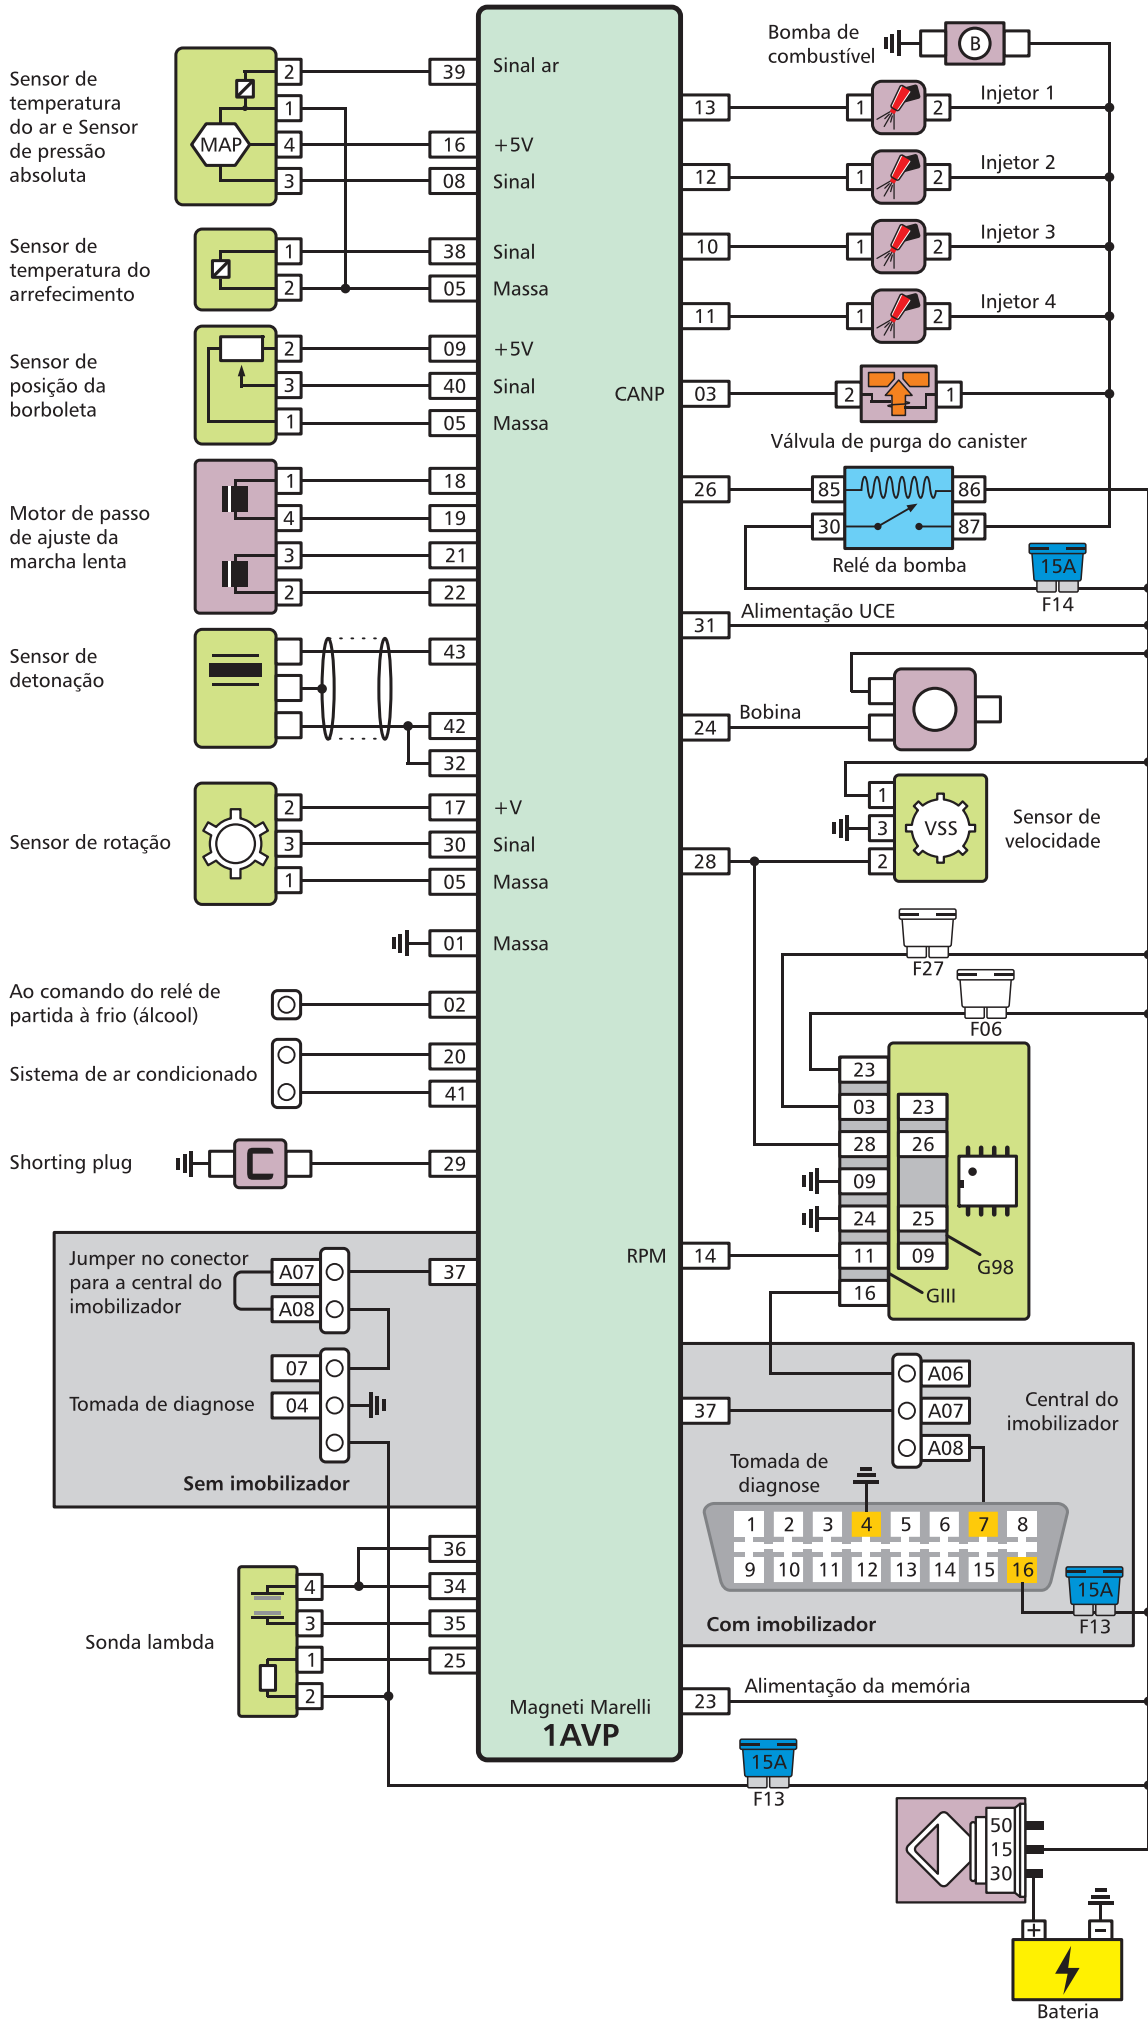 Sensor de
temperatura
do ar e Sensor
de pressão
absoluta
MAP
2
1
4
3
39
16
08
Sinal ar
+5V
Sinal
Sensor de
temperatura do
arrefecimento
1
2
38
05
Sinal
Massa
Sensor de
posição da
borboleta
2
3
1
09
40
05
+5V
Sinal
Massa
Motor de passo
de ajuste da
marcha lenta
1
4
3
2
18
19
21
22
Sensor de
detonação
43
42
32
Sensor de rotação
2
3
1
17
30
05
+V
Sinal
Massa
01
Massa
Ao comando do relé de
partida à frio (álcool)
02
Sistema de ar condicionado
20
41
Shorting plug
C
29
Jumper no conector
para a central do
imobilizador
A07
A08
37
Tomada de diagnose
07
04
Sem imobilizador
Sonda lambda
4
3
1
2
36
34
35
25
Magneti Marelli
1AVP
Bomba de
combustível
B
13
1
2
Injetor 1
12
1
2
Injetor 2
10
1
2
Injetor 3
11
1
2
Injetor 4
CANP
03
2
1
Válvula de purga do canister
26
85
86
30
87
Relé da bomba
15A
F14
31
Alimentação UCE
24
Bobina
28
1
3
2
VSS
Sensor de
velocidade
F27
F06
23
03
28
09
24
11
16
23
26
25
09
G98
GIII
RPM
14
37
A06
A07
A08
Central do
imobilizador
Tomada de
diagnose
1 2 3 4 5 6 7 8
9 10 11 12 13 14 15 16
15A
F13
Com imobilizador
23
Alimentação da memória
15A
F13
50
15
30
+
−
Bateria